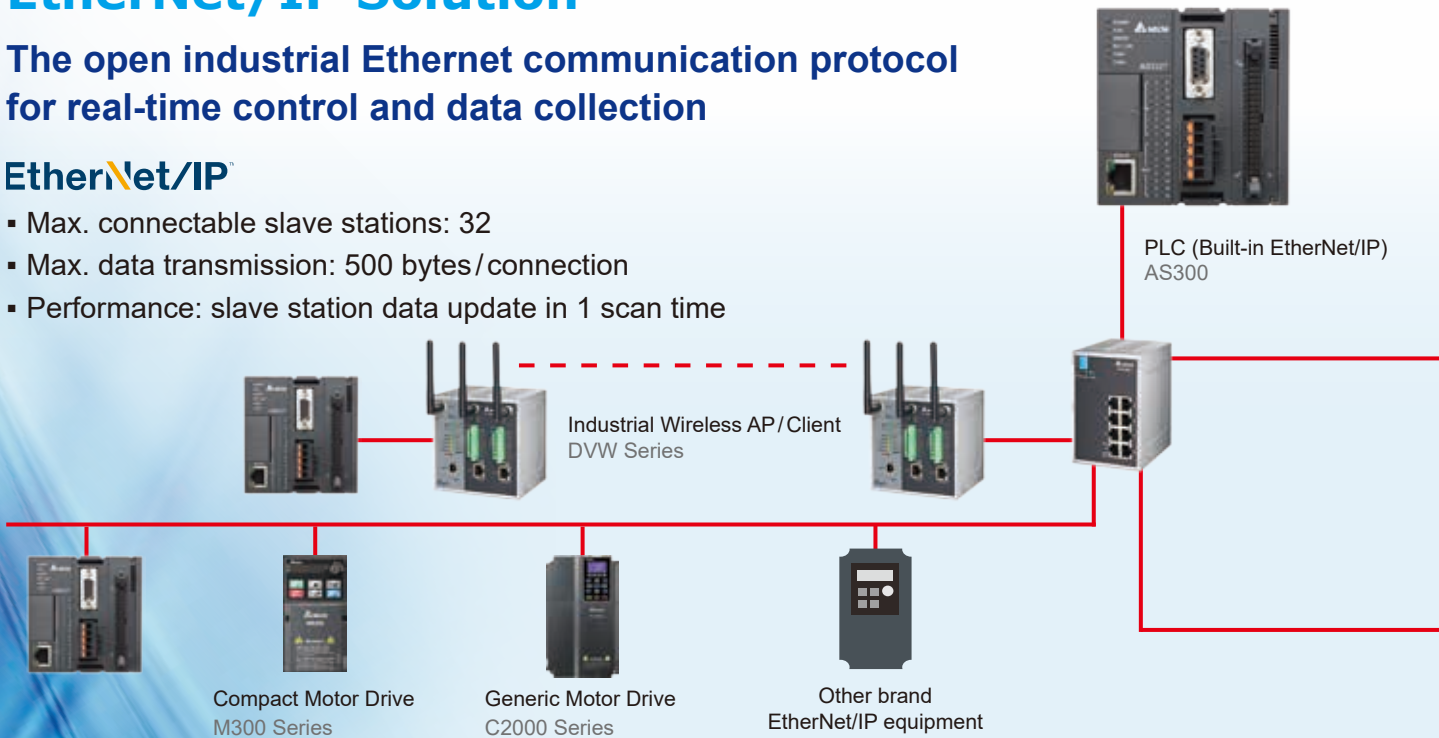 EtherNet/IP Solution
The open industrial Ethernet communication protocol
for real-time control and data collection
EtherNet/IP™
▪ Max. connectable slave stations: 32
▪ Max. data transmission: 500 bytes/connection
▪ Performance: slave station data update in 1 scan time
PLC (Built-in EtherNet/IP)
AS300
Industrial Wireless AP/Client
DVW Series
Compact Motor Drive
M300 Series
Generic Motor Drive
C2000 Series
Other brand
EtherNet/IP equipment